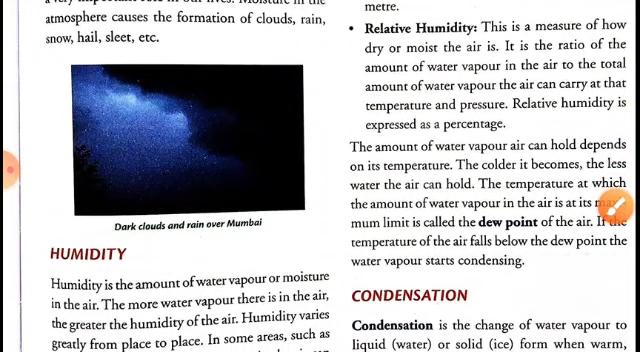 atmosphere causes the formation of clouds, rain,
snow, hail, sleet, etc.
Dark clouds and rain over Mumbai
HUMIDITY
Humidity is the amount of water vapour or moisture
in the air. The more water vapour there is in the air,
the greater the humidity of the air. Humidity varies
greatly from place to place. In some areas, such as
metre.
• Relative Humidity: This is a measure of how
dry or moist the air is. It is the ratio of the
amount of water vapour in the air to the total
amount of water vapour the air can carry at that
temperature and pressure. Relative humidity is
expressed as a percentage.
The amount of water vapour air can hold depends
on its temperature. The colder it becomes, the less
water the air can hold. The temperature at which
the amount of water vapour in the air is at its maxi-
mum limit is called the dew point of the air. If the
temperature of the air falls below the dew point the
water vapour starts condensing.
CONDENSATION
Condensation is the change of water vapour to
liquid (water) or solid (ice) form when warm,